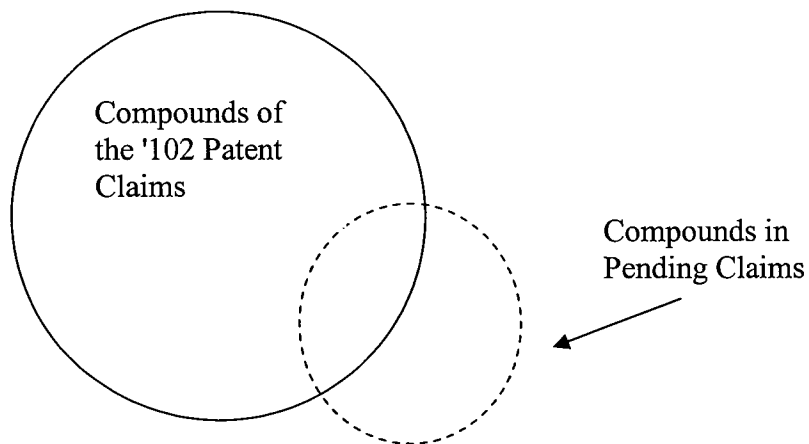 Compounds of
the '102 Patent
Claims
Compounds in
Pending Claims